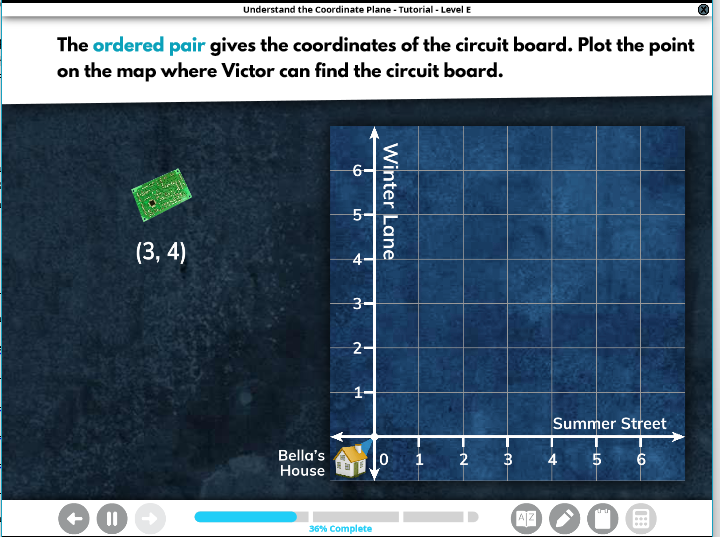 Understand the Coordinate Plane - Tutorial - Level E
X
The ordered pair gives the coordinates of the circuit board. Plot the point
on the map where Victor can find the circuit board.
(3, 4)
Winter Lane
6
5
4
3
2
1
Summer Street
Bella's
House
0 1 2 3 4 5 6
36% Complete
A Z